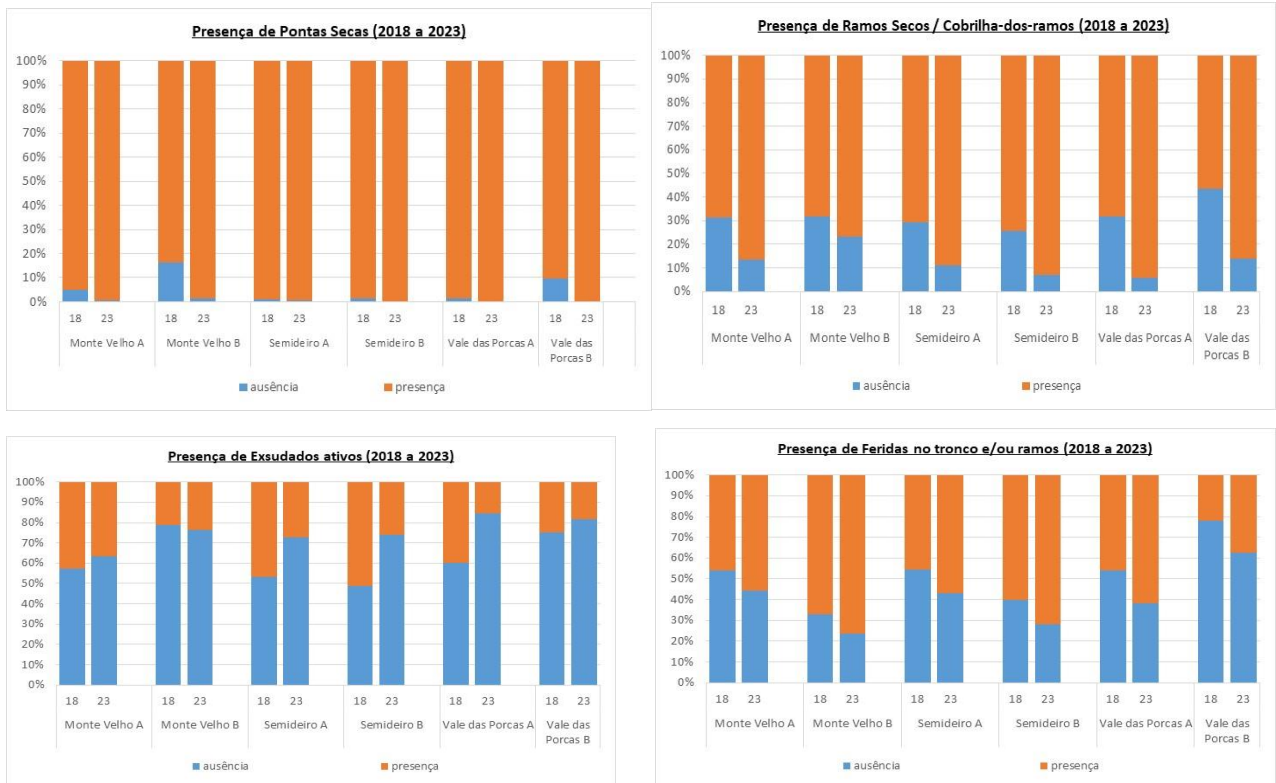 Presença de Pontas Secas (2018 a 2023)
100%
90%
80%
70%
60%
50%
40%
30%
20%
10%
0%
18 23 18 23 18 23 18 23 18 23 18 23
Monte Velho A Monte Velho B Semideiro A Semideiro B Vale das Porcas A Vale das
Porcas B
ausência presença
Presença de Ramos Secos / Cobrilha-dos-ramos (2018 a 2023)
100%
90%
80%
70%
60%
50%
40%
30%
20%
10%
0%
18 23 18 23 18 23 18 23 18 23 18 23
Monte Velho A Monte Velho B Semideiro A Semideiro B Vale das Porcas A Vale das
Porcas B
ausência presença
Presença de Exsudados ativos (2018 a 2023)
100%
90%
80%
70%
60%
50%
40%
30%
20%
10%
0%
18 23 18 23 18 23 18 23 18 23 18 23
Monte Velho A Monte Velho B Semideiro A Semideiro B Vale das Porcas A Vale das
Porcas B
ausência presença
Presença de Feridas no tronco e/ou ramos (2018 a 2023)
100%
90%
80%
70%
60%
50%
40%
30%
20%
10%
0%
18 23 18 23 18 23 18 23 18 23 18 23
Monte Velho A Monte Velho B Semideiro A Semideiro B Vale das Porcas A Vale das
Porcas B
ausência presença